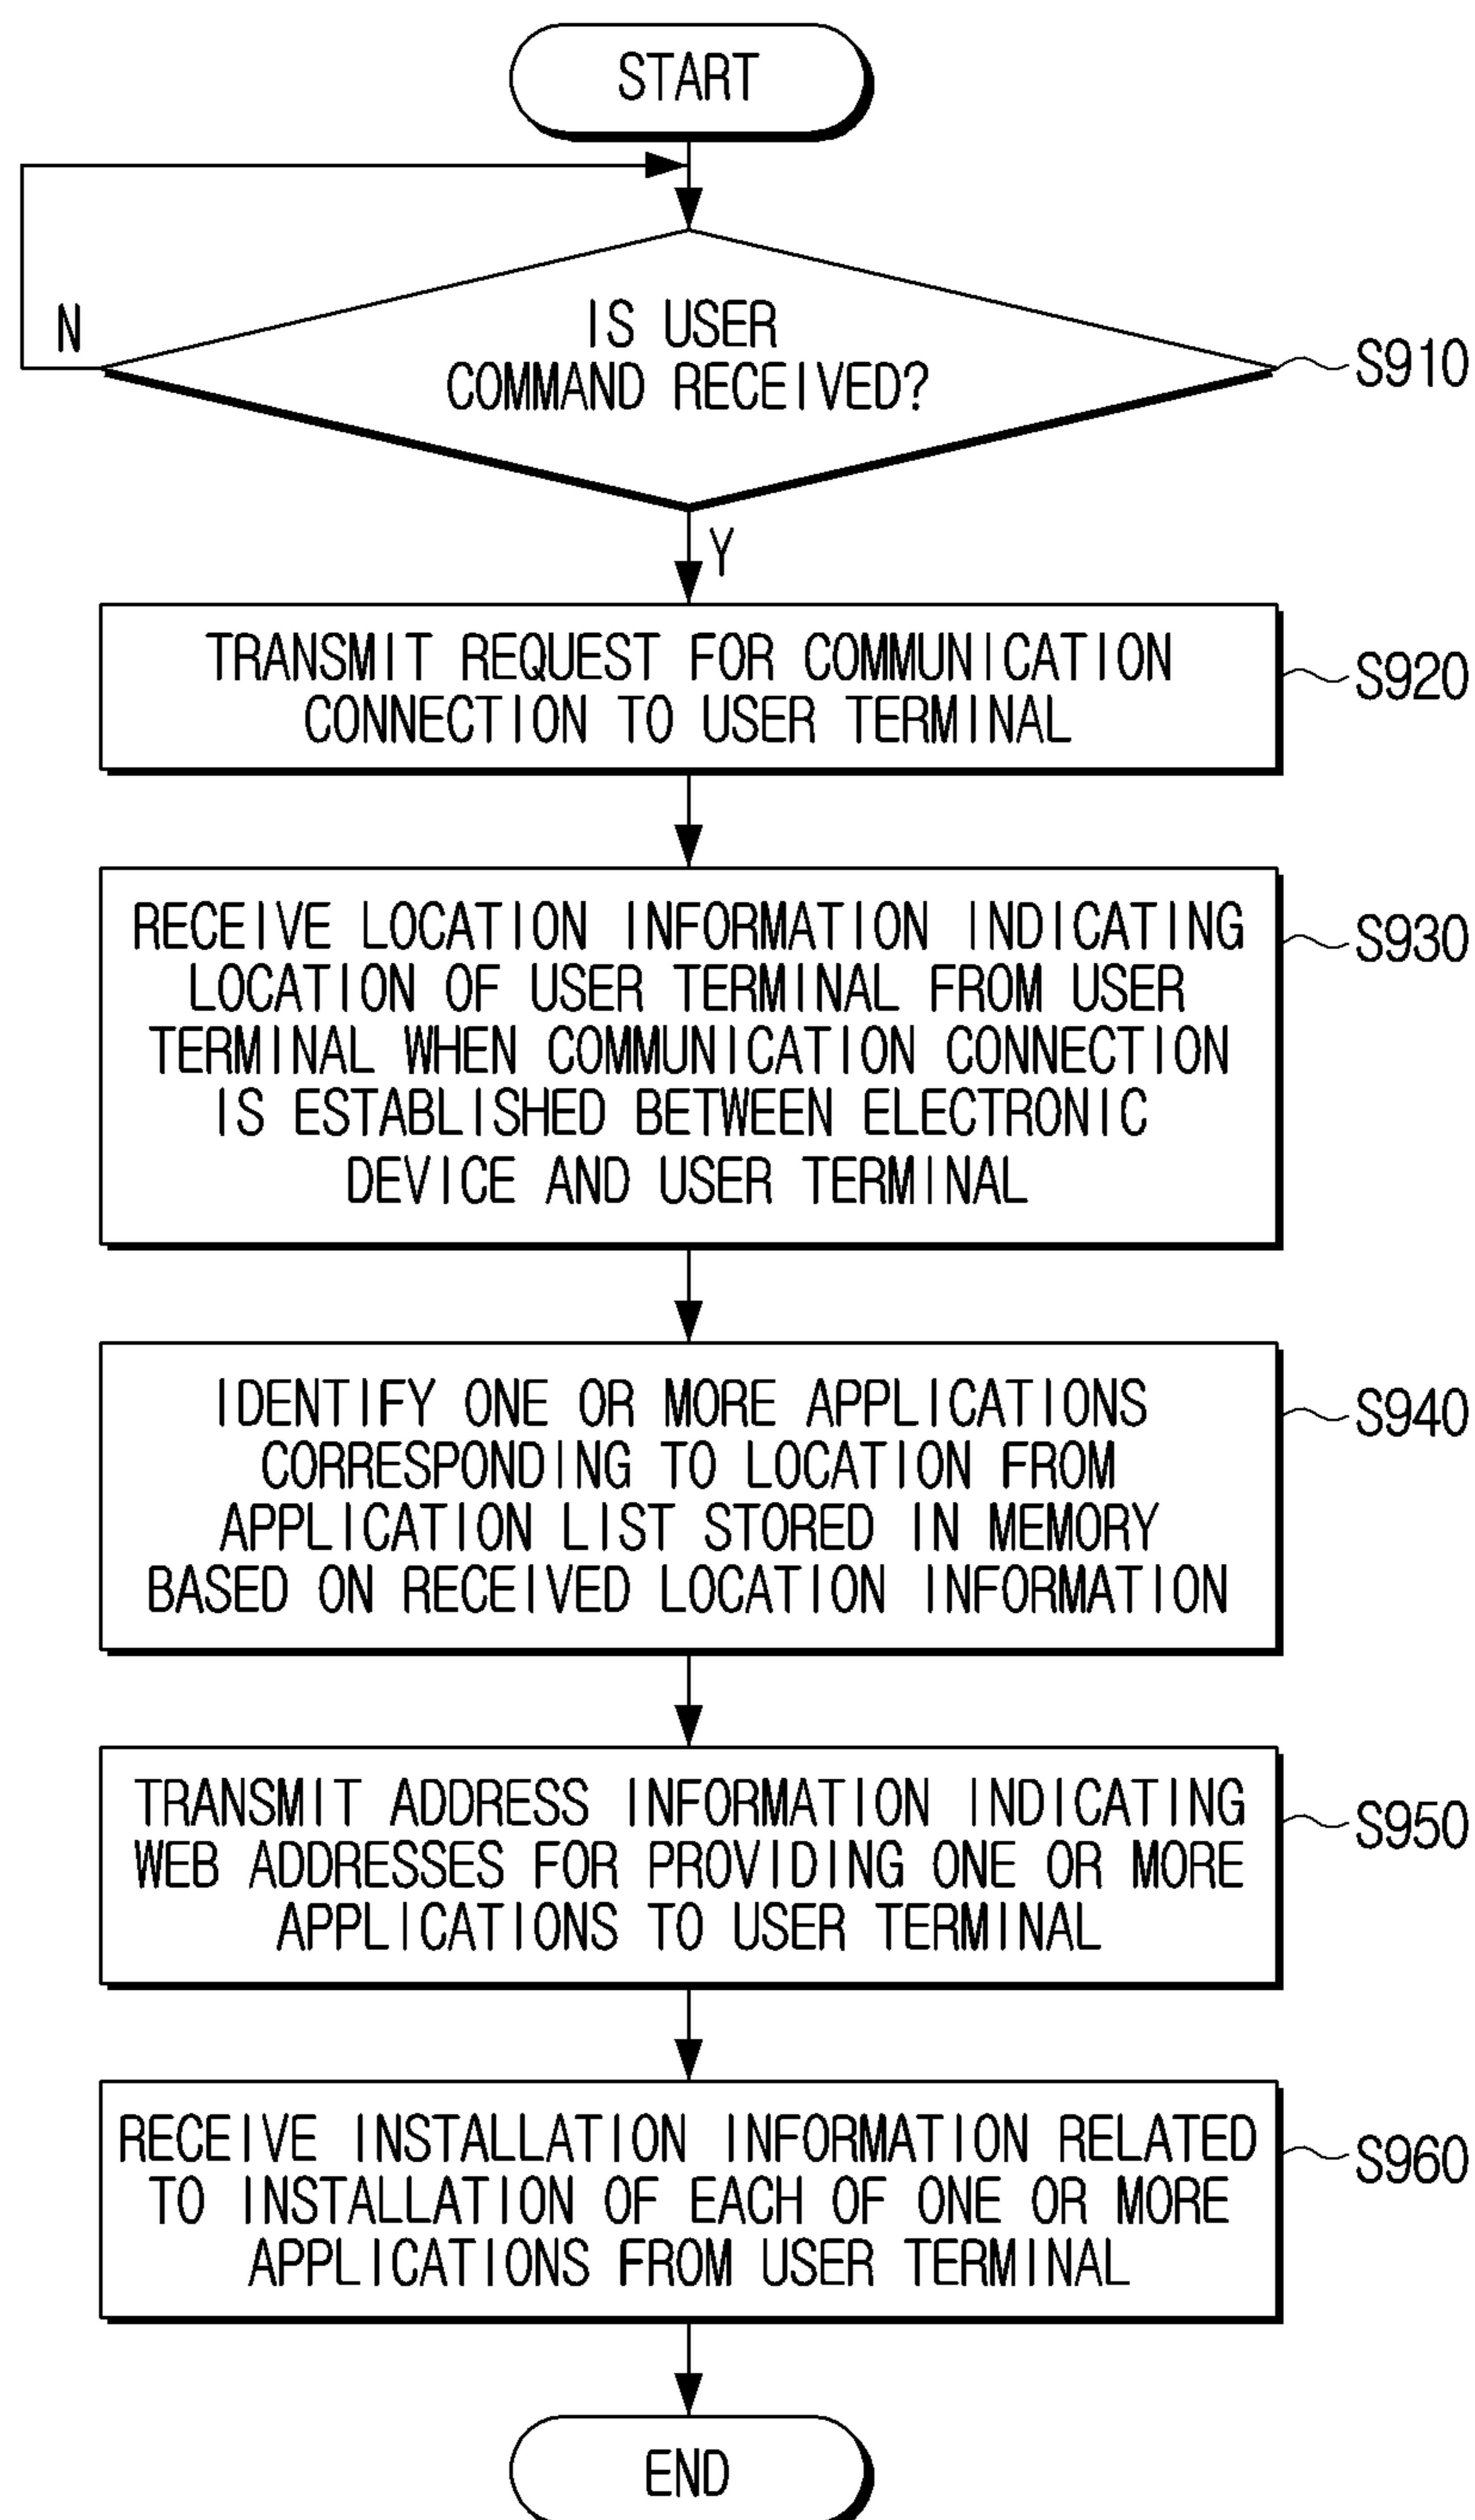 START
N
IS USER
COMMAND RECEIVED?
S910
Y
TRANSMIT REQUEST FOR COMMUNICATION
CONNECTION TO USER TERMINAL
S920
RECEIVE LOCATION INFORMATION INDICATING
LOCATION OF USER TERMINAL FROM USER
TERMINAL WHEN COMMUNICATION CONNECTION
IS ESTABLISHED BETWEEN ELECTRONIC
DEVICE AND USER TERMINAL
S930
IDENTIFY ONE OR MORE APPLICATIONS
CORRESPONDING TO LOCATION FROM
APPLICATION LIST STORED IN MEMORY
BASED ON RECEIVED LOCATION INFORMATION
S940
TRANSMIT ADDRESS INFORMATION INDICATING
WEB ADDRESSES FOR PROVIDING ONE OR MORE
APPLICATIONS TO USER TERMINAL
S950
RECEIVE INSTALLATION INFORMATION RELATED
TO INSTALLATION OF EACH OF ONE OR MORE
APPLICATIONS FROM USER TERMINAL
S960
END